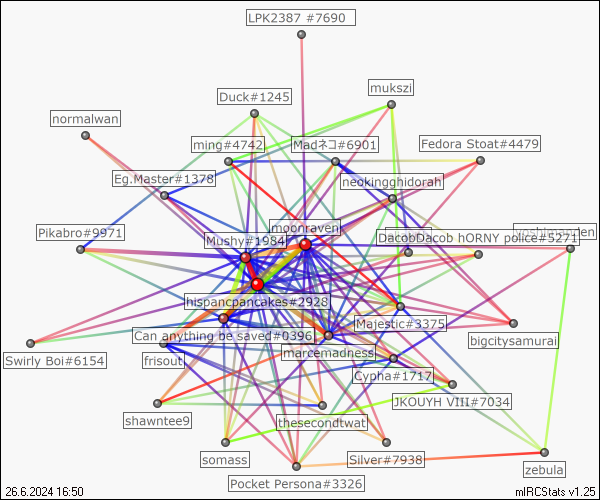 LPK2387 #7690
mukszi
Duck#1245
normalwan
ming#4742
Madネコ#6901
Fedora Stoat#4479
Eg.Master#1378
neokingghidorah
moonraven
Pikabro#9971
Mushy#1984
DacobDacob hORNY police#5271
hispancpancakes#2928
Majestic#3375
Can anything be saved#0396
bigcitysamurai
Swirly Boi#6154
frisout
marcemadness
Cypha#1717
JKOUYH VIII#7034
shawntee9
thesecondtwat
somass
Silver#7938
zebula
Pocket Persona#3326
26.6.2024 16:50
mIRCStats v1.25